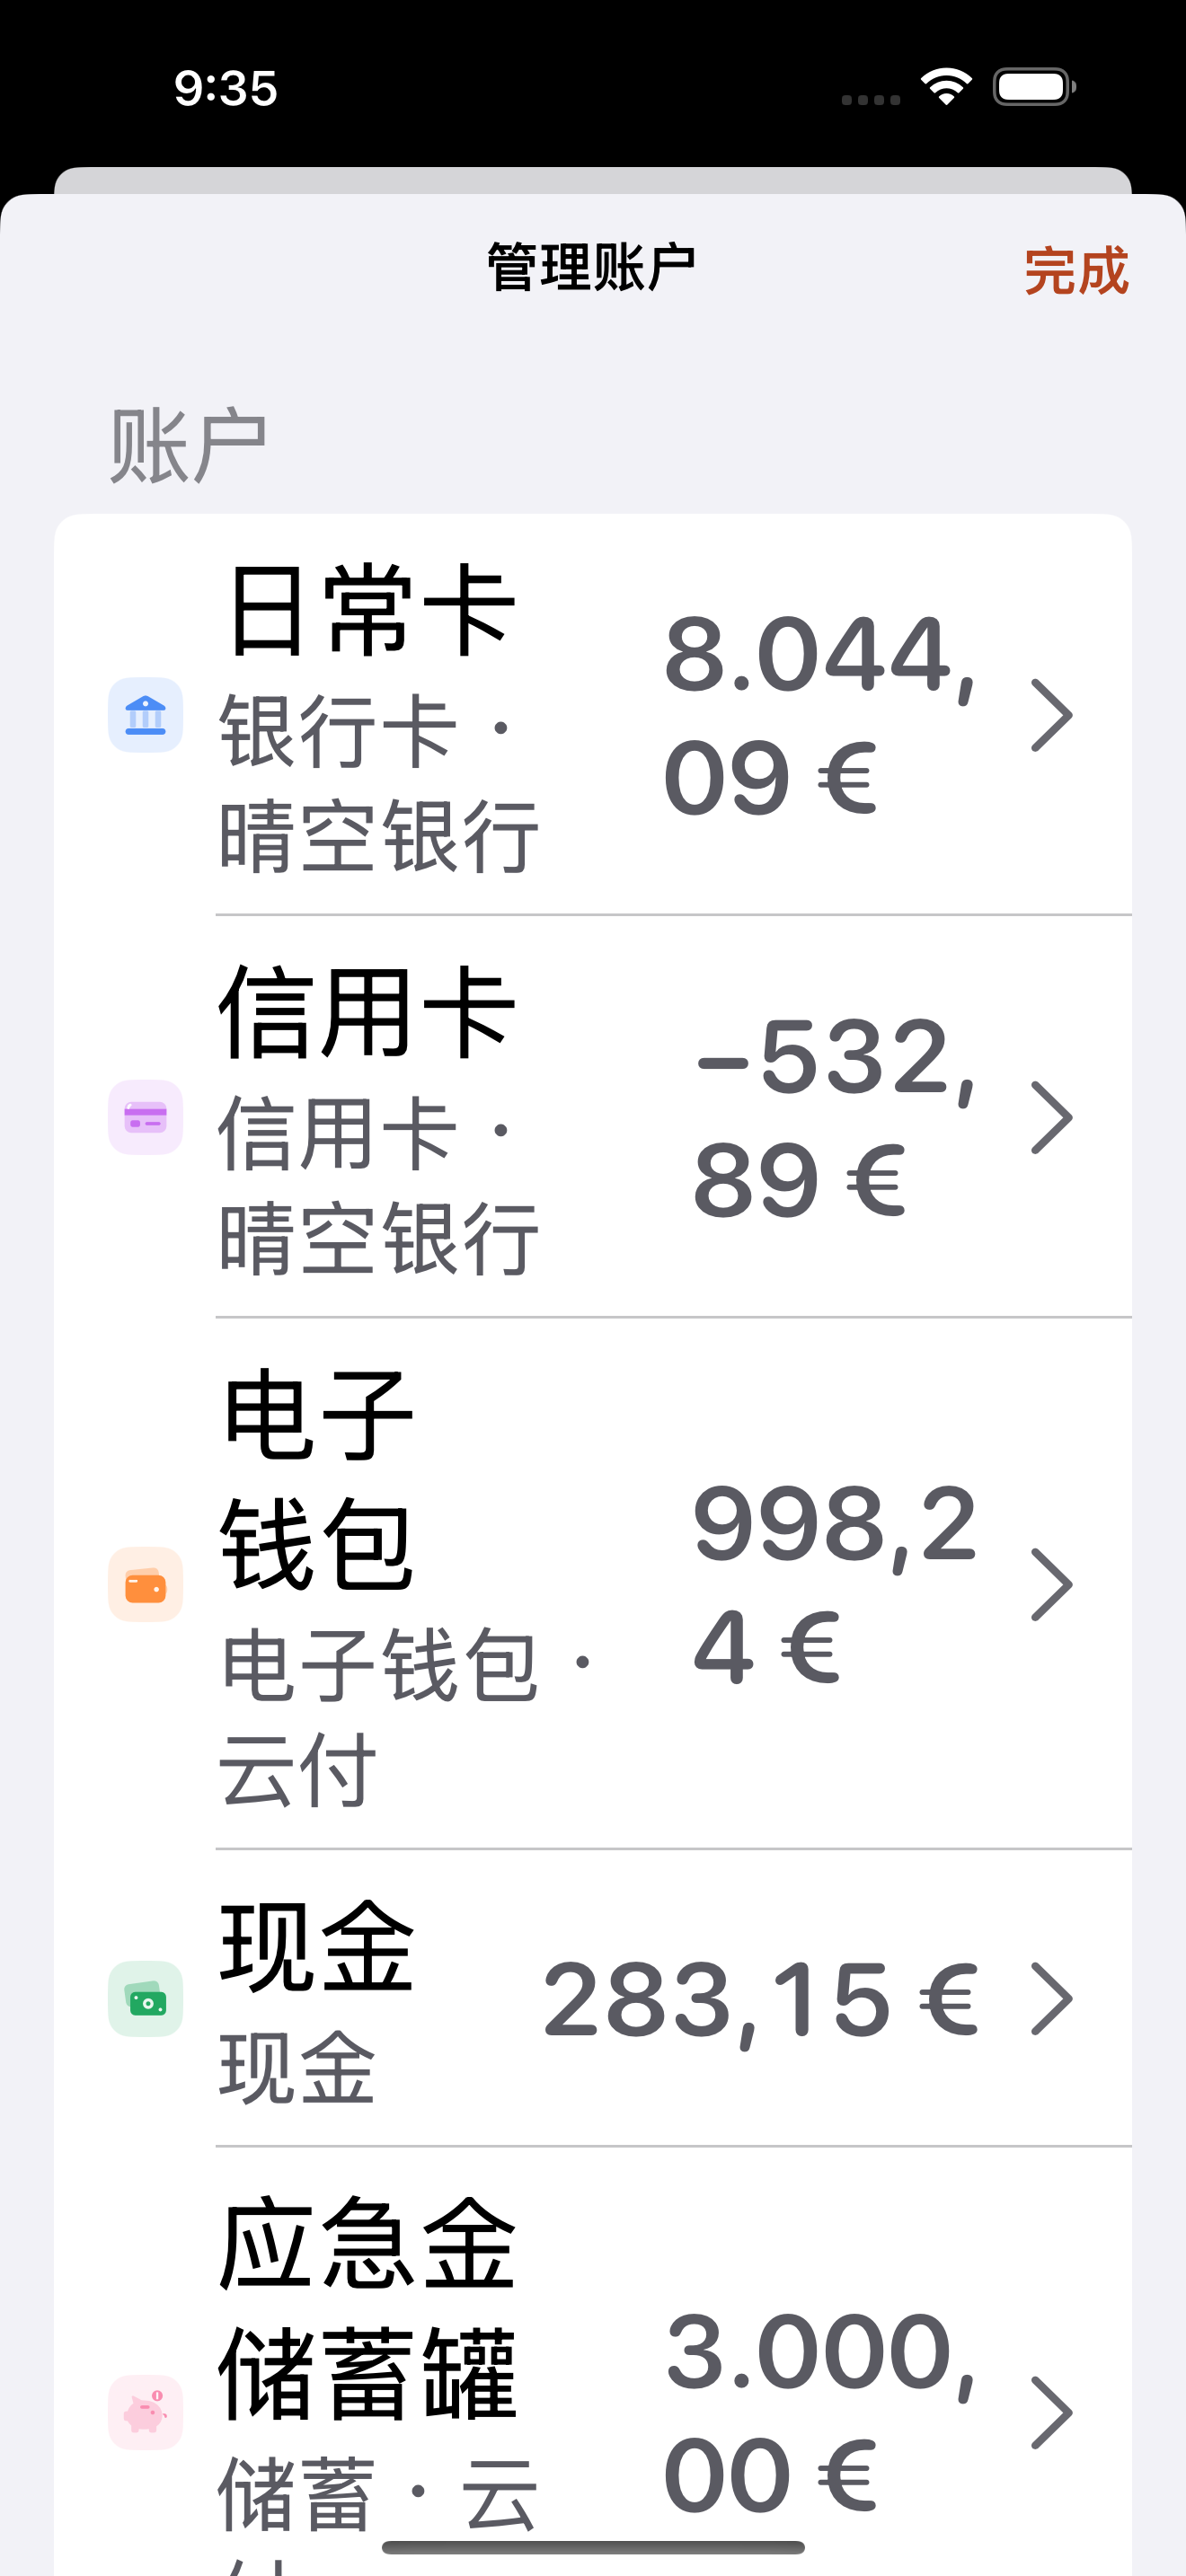 9:35
管理账户
完成
账户
日常卡
银行卡 ·
晴空银行
8.044,
09 €
信用卡
信用卡 ·
晴空银行
-532,
89 €
电子
钱包
电子钱包 ·
云付
998,2
4 €
现金
现金
283,15 €
应急金
储蓄罐
储蓄 · 云
3.000,
00 €